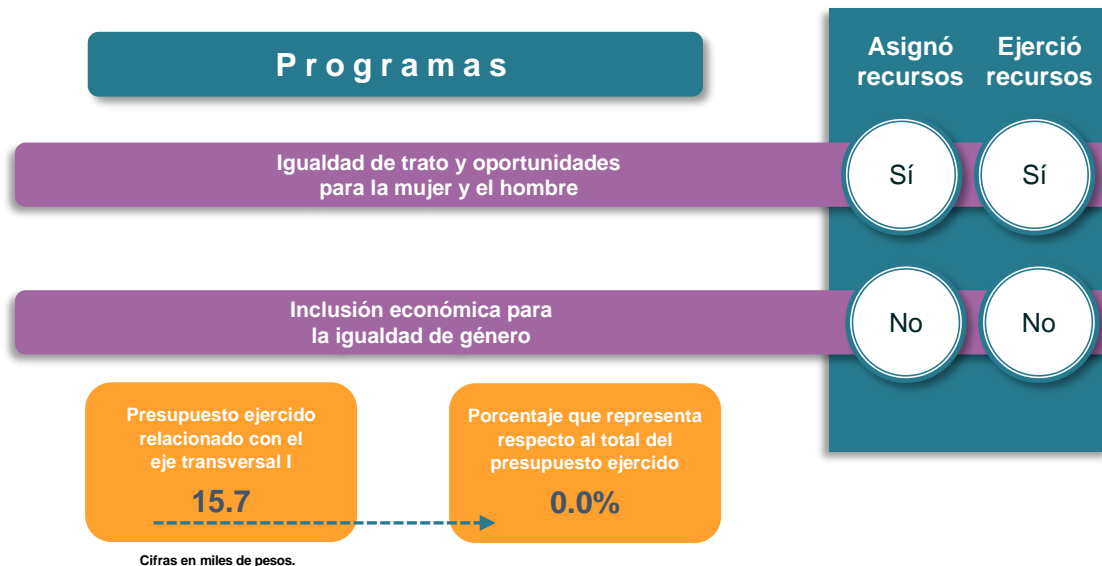 Programas
Asignó
recursos
Ejerció
recursos
Igualdad de trato y oportunidades
para la mujer y el hombre
Sí
Sí
Inclusión económica para
la igualdad de género
No
No
Presupuesto ejercido
relacionado con el
eje transversal I
15.7
Porcentaje que representa
respecto al total del
presupuesto ejercido
0.0%
Cifras en miles de pesos.